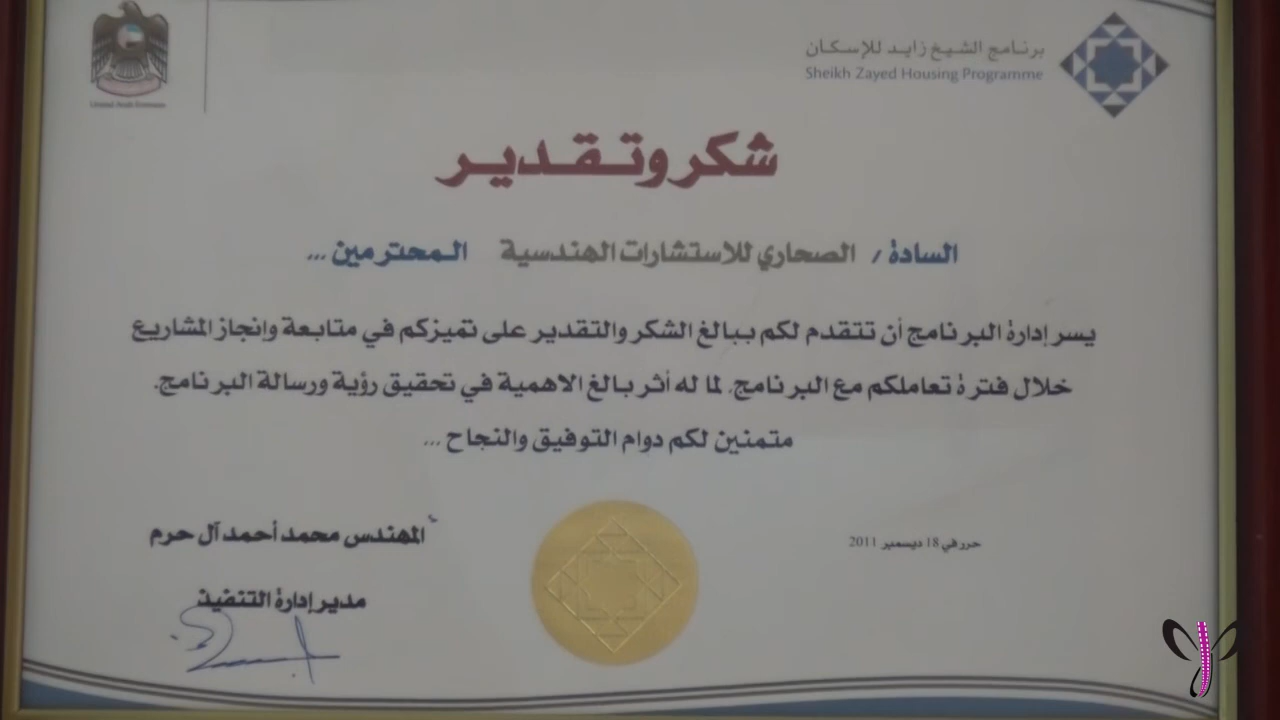 برنامج الشيخ زايد للإسكان
Sheikh Zayed Housing Programme
United Arab Emirates
شكر وتقدير
السادة / الصحاري للاستشارات الهندسية المحترمين ...
يسر إدارة البرنامج أن تتقدم لكم ببالغ الشكر والتقدير على تميزكم في متابعة وانجاز المشاريع
خلال فترة تعاملكم مع البرنامج. لما له أثر بالغ الاهمية في تحقيق رؤية ورسالة البرنامج.
متمنين لكم دوام التوفيق والنجاح ...
حرر في 18 ديسمبر 2011
المهندس محمد أحمد آل حرم
مدير إدارة التنفيذ